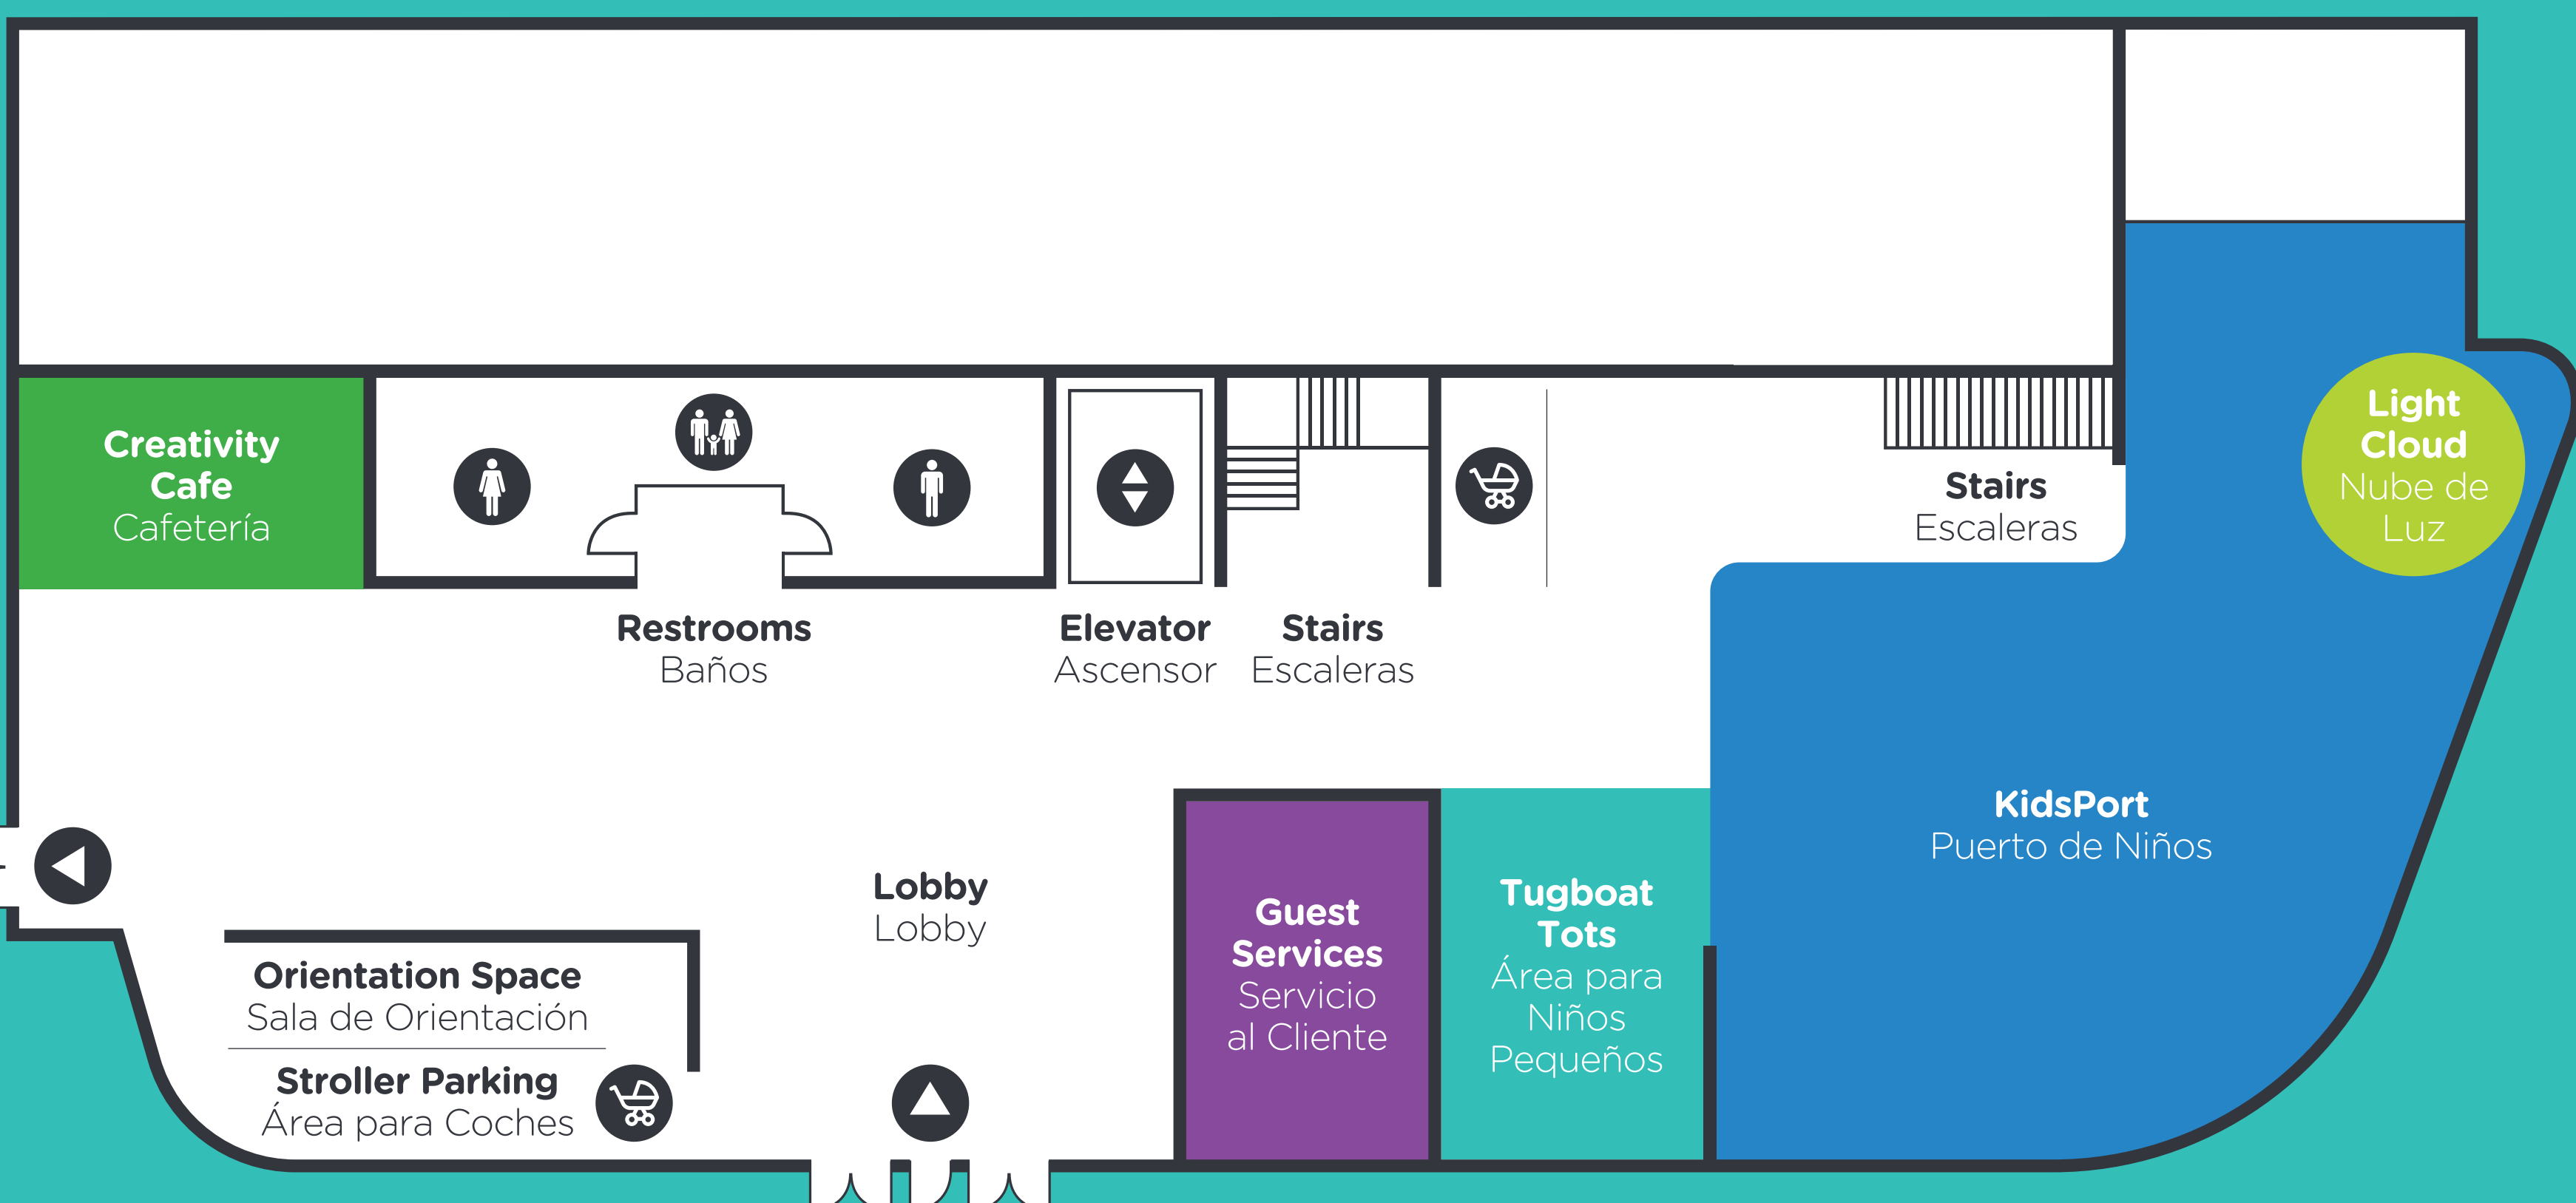 Creativity
Cafe
Cafetería
Restrooms
Baños
Elevator
Ascensor
Stairs
Escaleras
Stairs
Escaleras
Light
Cloud
Nube de
Luz
KidsPort
Puerto de Niños
Lobby
Lobby
Guest
Services
Servicio
al Cliente
Tugboat
Tots
Área para
Niños
Pequeños
Orientation Space
Sala de Orientación
Stroller Parking
Área para Coches